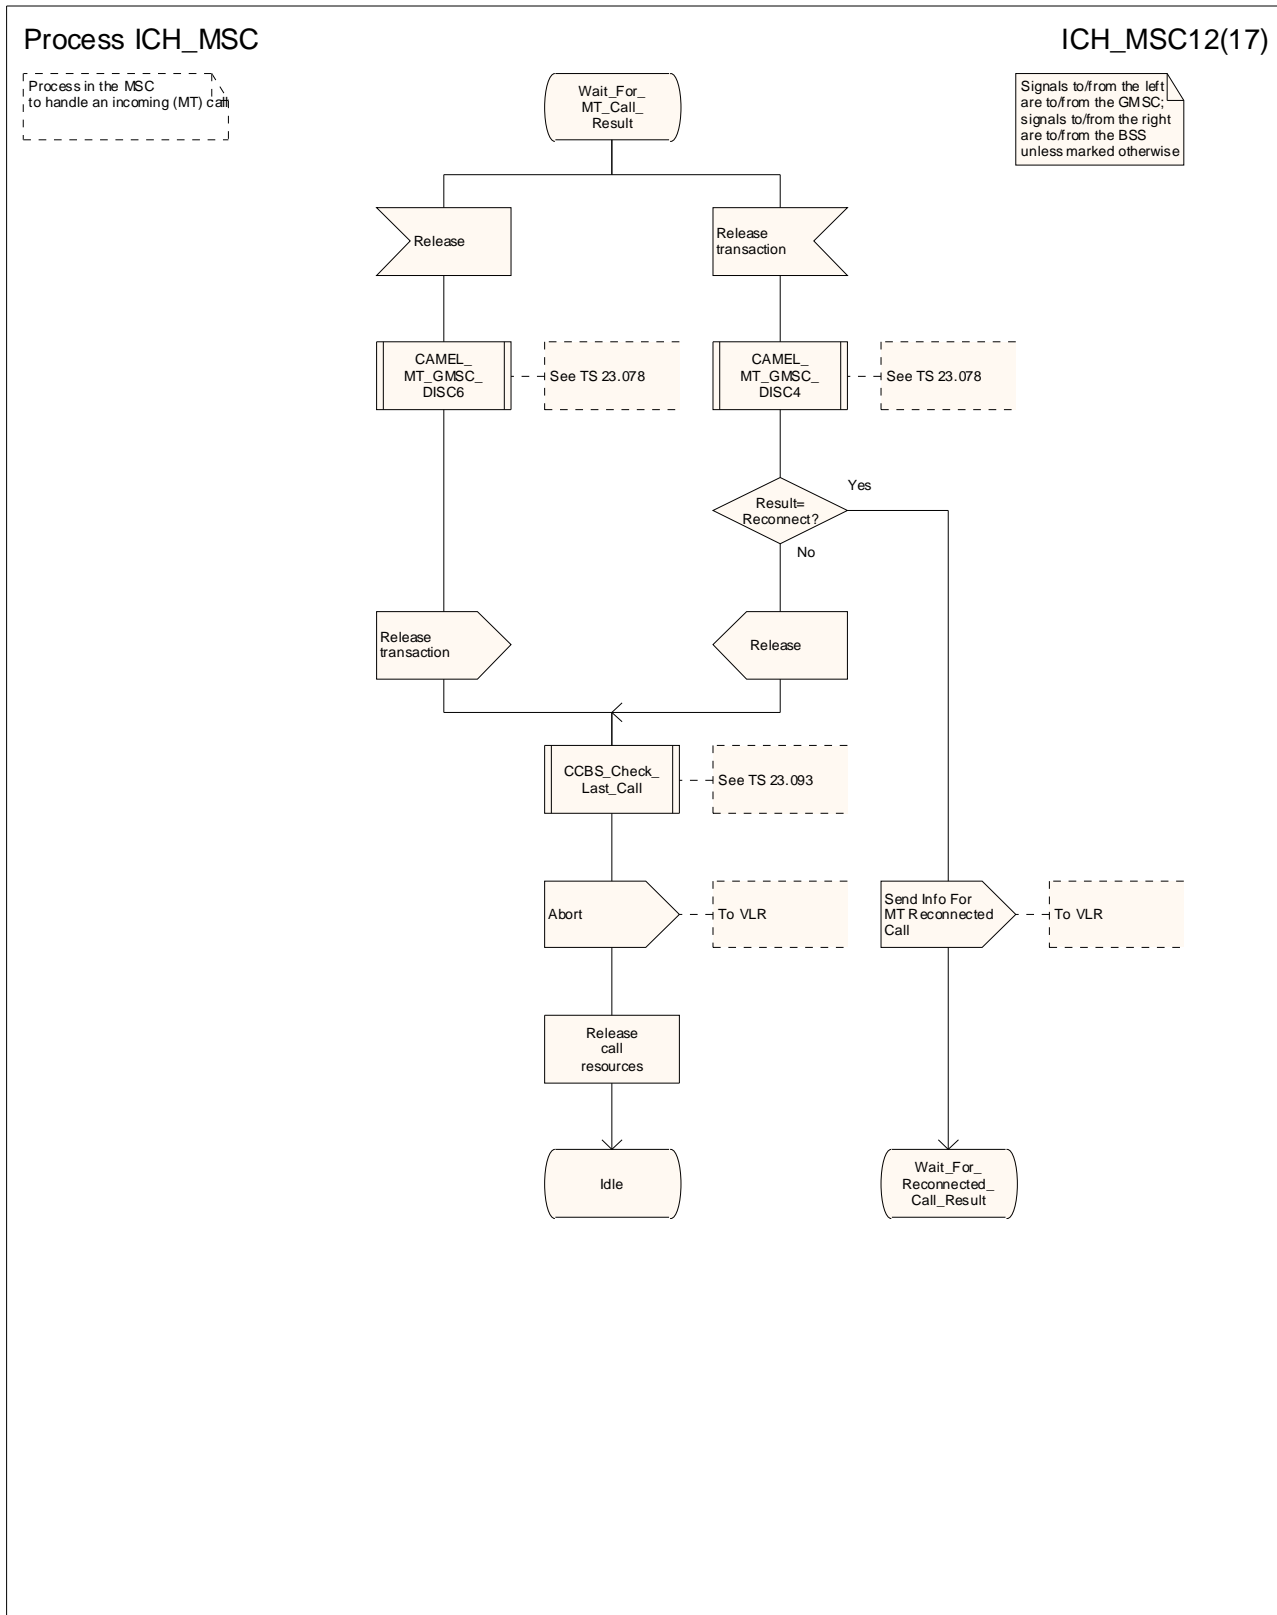 Process ICH_MSC
ICH_MSC12(17)
Process in the MSC
to handle an incoming (MT) call
Signals to/from the left
are to/from the GMSC;
signals to/from the right
are to/from the BSS
unless marked otherwise
Wait_For_
MT_Call_
Result
Release
Release
transaction
CAMEL_
MT_GMSC_
DISC6
See TS 23.078
CAMEL_
MT_GMSC_
DISC4
See TS 23.078
Result=
Reconnect?
Yes
No
Release
transaction
Release
CCBS_Check_
Last_Call
See TS 23.093
Abort
To VLR
Send Info For
MT Reconnected
Call
To VLR
Release
call
resources
Idle
Wait_For_
Reconnected_
Call_Result